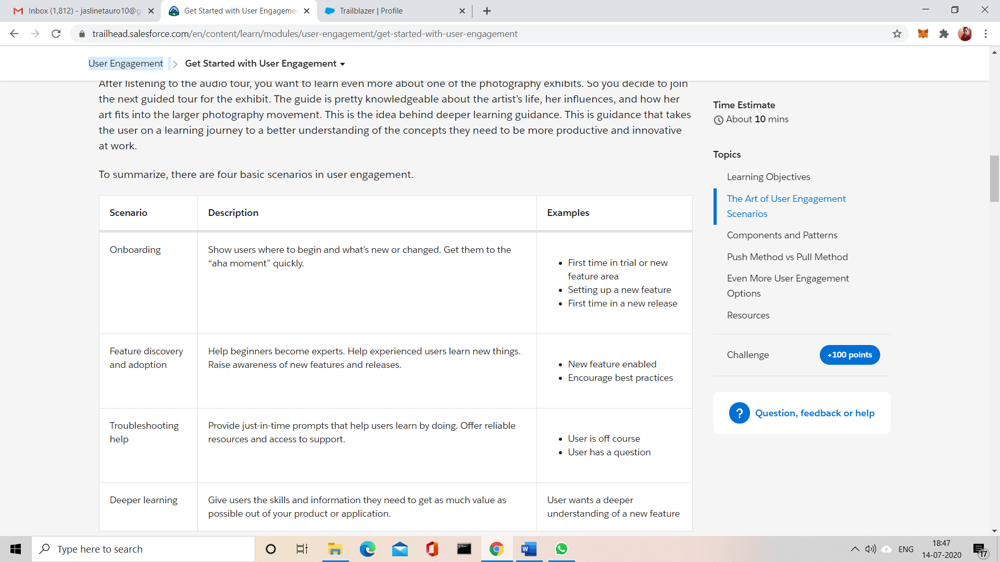 Inbox (1,812) - jaslinetauro10@g
Get Started with User Engageme
Trailblazer | Profile
trailhead.salesforce.com/en/content/learn/modules/user-engagement/get-started-with-user-engagement
User Engagement
Get Started with User Engagement
After listening to the audio tour, you want to learn even more about one of the photography exhibits. So you decide to join
the next guided tour for the exhibit. The guide is pretty knowledgeable about the artist's life, her influences, and how her
art fits into the larger photography movement. This is the idea behind deeper learning guidance. This is guidance that takes
the user on a learning journey to a better understanding of the concepts they need to be more productive and innovative
at work.
To summarize, there are four basic scenarios in user engagement.
Scenario
Description
Examples
Onboarding
Show users where to begin and what's new or changed. Get them to the
“aha moment” quickly.
• First time in trial or new
feature area
• Setting up a new feature
• First time in a new release
Feature discovery
and adoption
Help beginners become experts. Help experienced users learn new things.
Raise awareness of new features and releases.
• New feature enabled
• Encourage best practices
Troubleshooting
help
Provide just-in-time prompts that help users learn by doing. Offer reliable
resources and access to support.
• User is off course
• User has a question
Deeper learning
Give users the skills and information they need to get as much value as
possible out of your product or application.
User wants a deeper
understanding of a new feature
Time Estimate
About 10 mins
Topics
Learning Objectives
The Art of User Engagement
Scenarios
Components and Patterns
Push Method vs Pull Method
Even More User Engagement
Options
Resources
Challenge
+100 points
? Question, feedback or help
Type here to search
W
ENG
18:47
14-07-2020
17